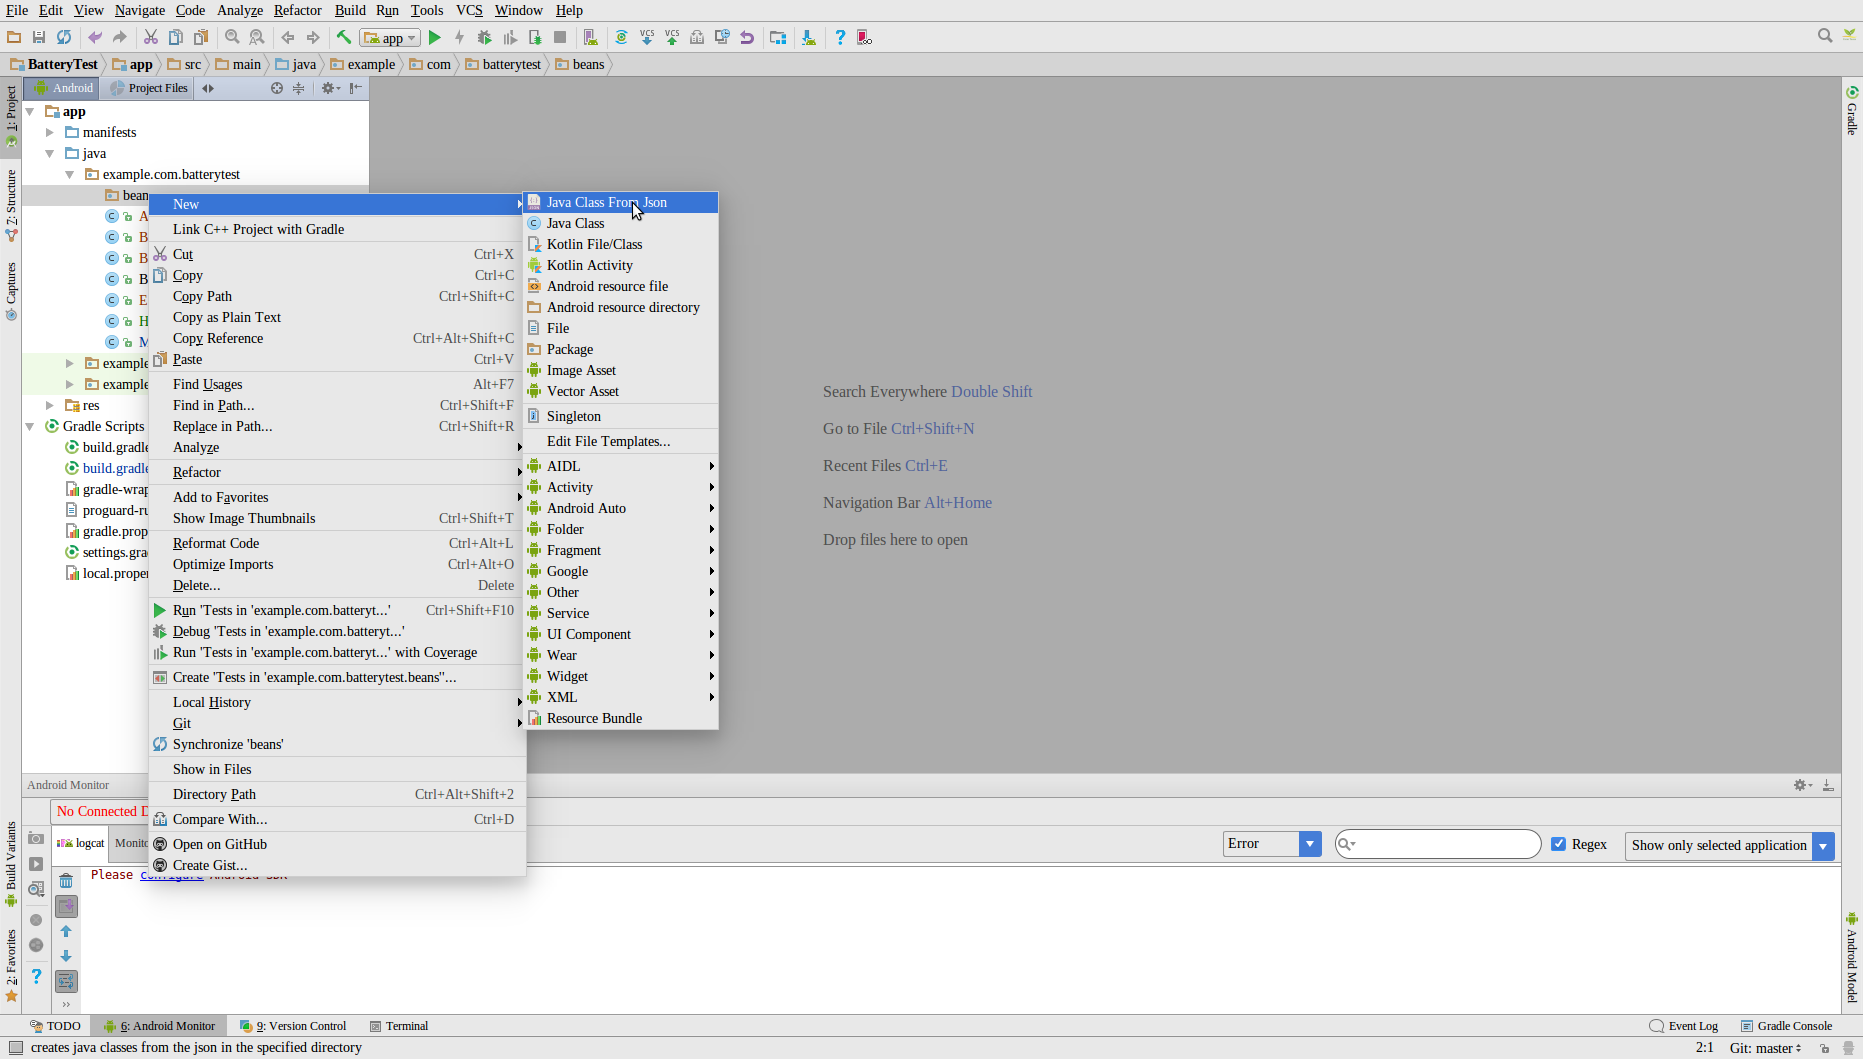 File Edit View Navigate Code Analyze Refactor Build Run Tools VCS Window Help
app
VCS VCS
BatteryTest app src main java example com batterytest beans
Android Project Files
1: Project
7: Structure
Captures
Build Variants
2: Favorites
app
manifests
java
example.com.batterytest
bean
A
B
B
B
E
H
M
example
example
res
Gradle Scripts
build.gradle
build.gradle
gradle-wrap
proguard-ru
gradle.prop
settings.gra
local.proper
New
Link C++ Project with Gradle
Cut Ctrl+X
Copy Ctrl+C
Copy Path Ctrl+Shift+C
Copy as Plain Text
Copy Reference Ctrl+Alt+Shift+C
Paste Ctrl+V
Find Usages Alt+F7
Find in Path... Ctrl+Shift+F
Replace in Path... Ctrl+Shift+R
Analyze
Refactor
Add to Favorites
Show Image Thumbnails Ctrl+Shift+T
Reformat Code Ctrl+Alt+L
Optimize Imports Ctrl+Alt+O
Delete... Delete
Run 'Tests in 'example.com.batteryt...' Ctrl+Shift+F10
Debug 'Tests in 'example.com.batteryt...'
Run 'Tests in 'example.com.batteryt...' with Coverage
Create 'Tests in 'example.com.batterytest.beans''...
Local History
Git
Synchronize 'beans'
Show in Files
Directory Path Ctrl+Alt+Shift+2
Compare With... Ctrl+D
Open on GitHub
Create Gist...
Java Class From Json
Java Class
Kotlin File/Class
Kotlin Activity
Android resource file
Android resource directory
File
Package
Image Asset
Vector Asset
Singleton
Edit File Templates...
AIDL
Activity
Android Auto
Folder
Fragment
Google
Other
Service
UI Component
Wear
Widget
XML
Resource Bundle
Search Everywhere Double Shift
Go to File Ctrl+Shift+N
Recent Files Ctrl+E
Navigation Bar Alt+Home
Drop files here to open
Gradle
Android Model
Android Monitor
No Connected D
logcat Monito
Error
Regex
Show only selected application
Please configure Android SDK
TODO 6: Android Monitor 9: Version Control Terminal Event Log Gradle Console
creates java classes from the json in the specified directory 2:1 Git: master